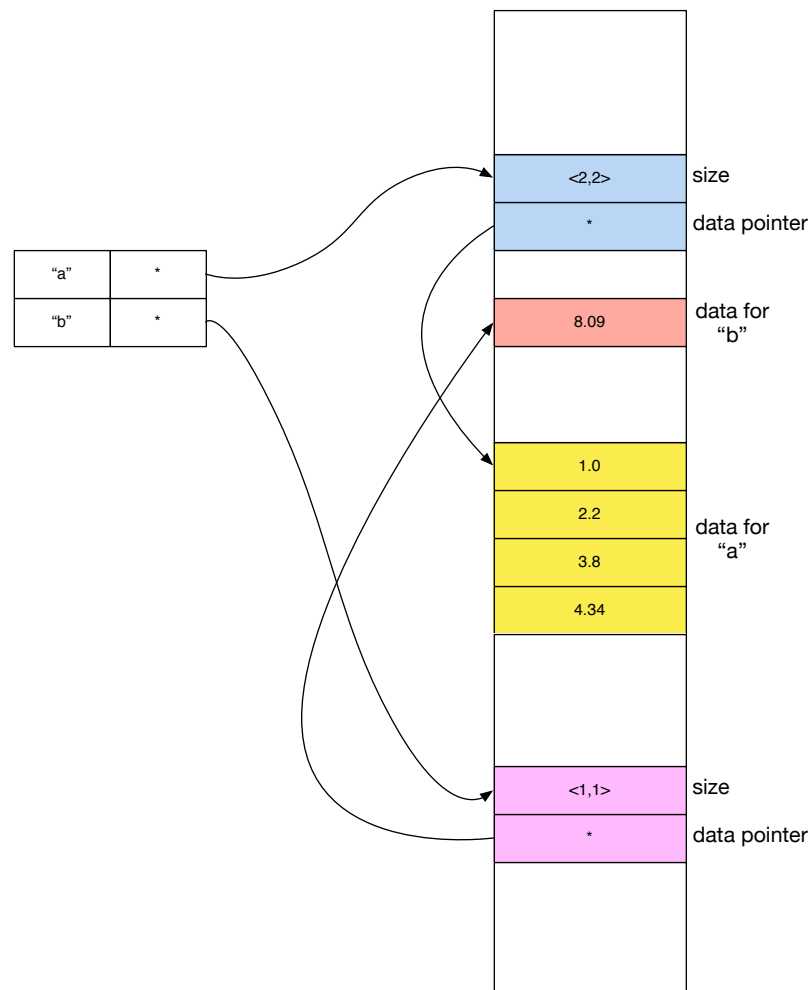 <2,2>
size
*
data pointer
“a”
*
“b”
*
8.09
data for
“b”
1.0
2.2
3.8
4.34
data for
“a”
<1,1>
size
*
data pointer